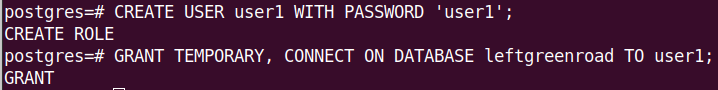 postgres=# CREATE USER user1 WITH PASSWORD 'user1';
CREATE ROLE
postgres=# GRANT TEMPORARY, CONNECT ON DATABASE leftgreenroad TO user1;
GRANT